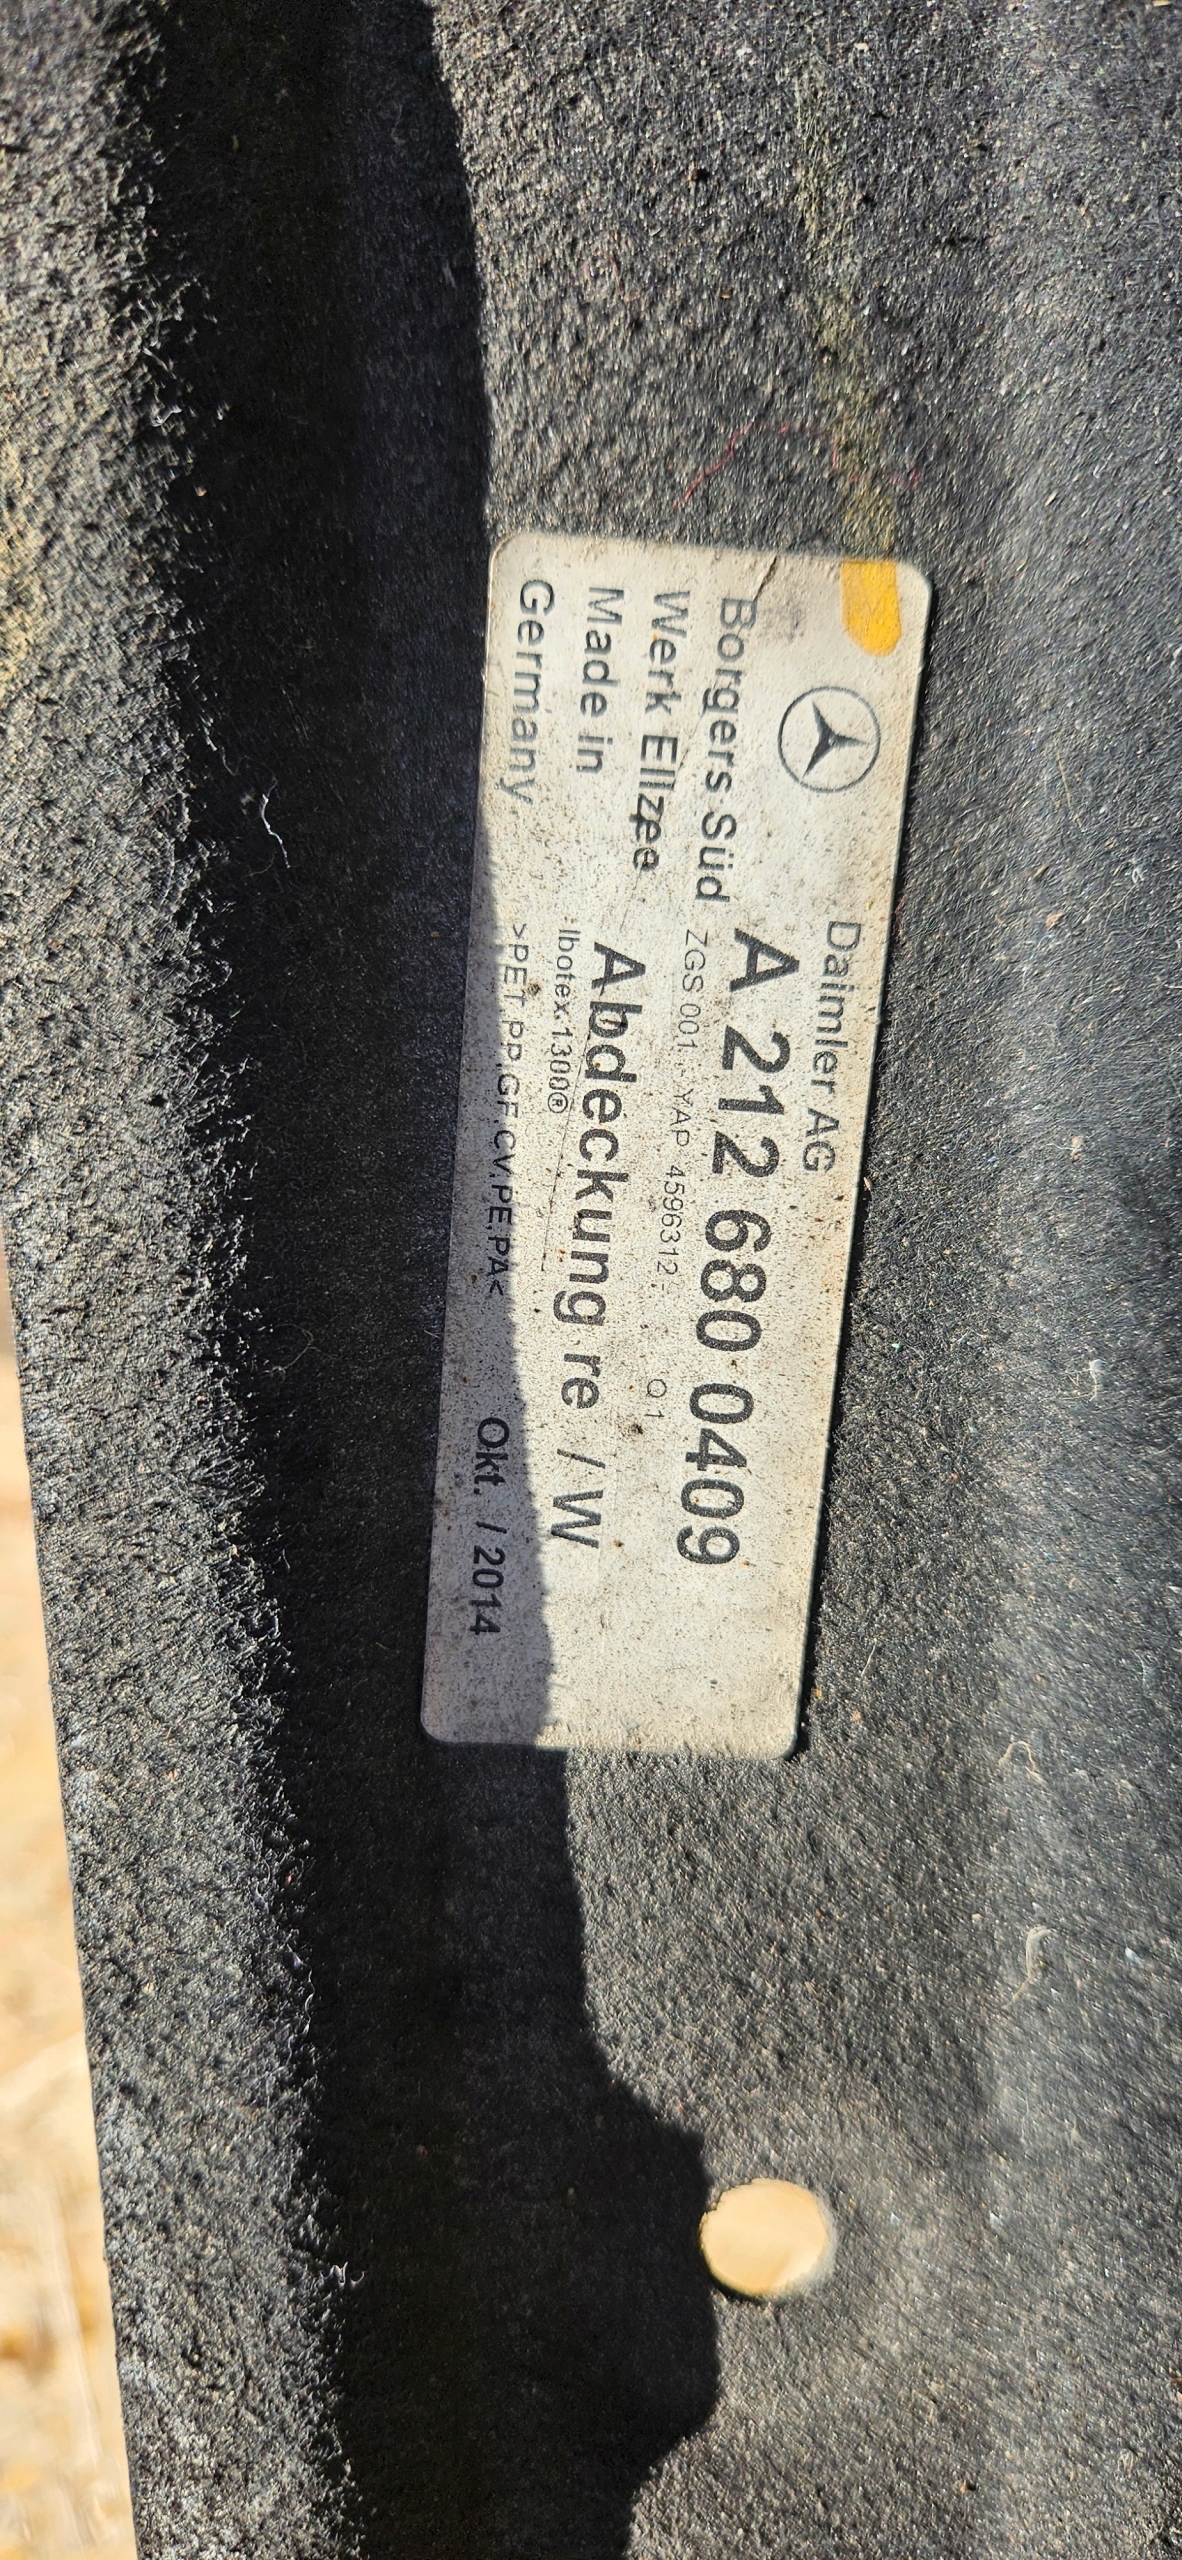 Daimler AG
A 212 680 0409
Borgers Süd
Werk Ellzee
Made in
Germany
ZGS 001 YAP 4596312 Q1
Abdeckung re / W
Ibotex 1300®
>PET,PP,GF,CV,PE,PA<
Okt. / 2014